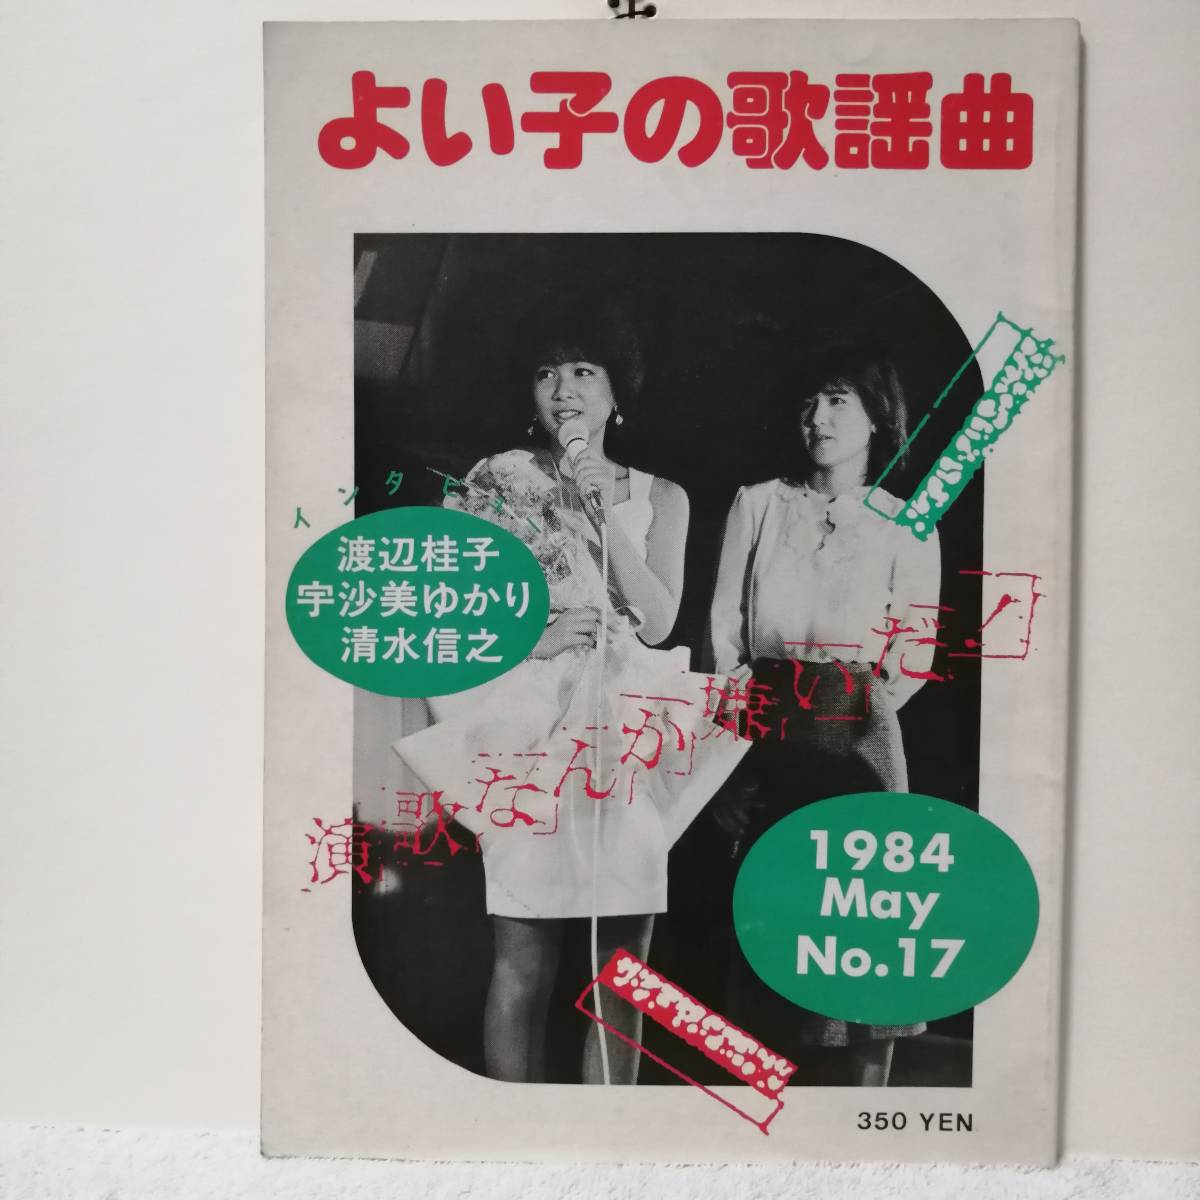 よい子の歌謡曲
インタビュー
渡辺桂子
宇沙美ゆかり
清水信之
演歌なんか嫌いだ!
1984
May
No.17
350 YEN